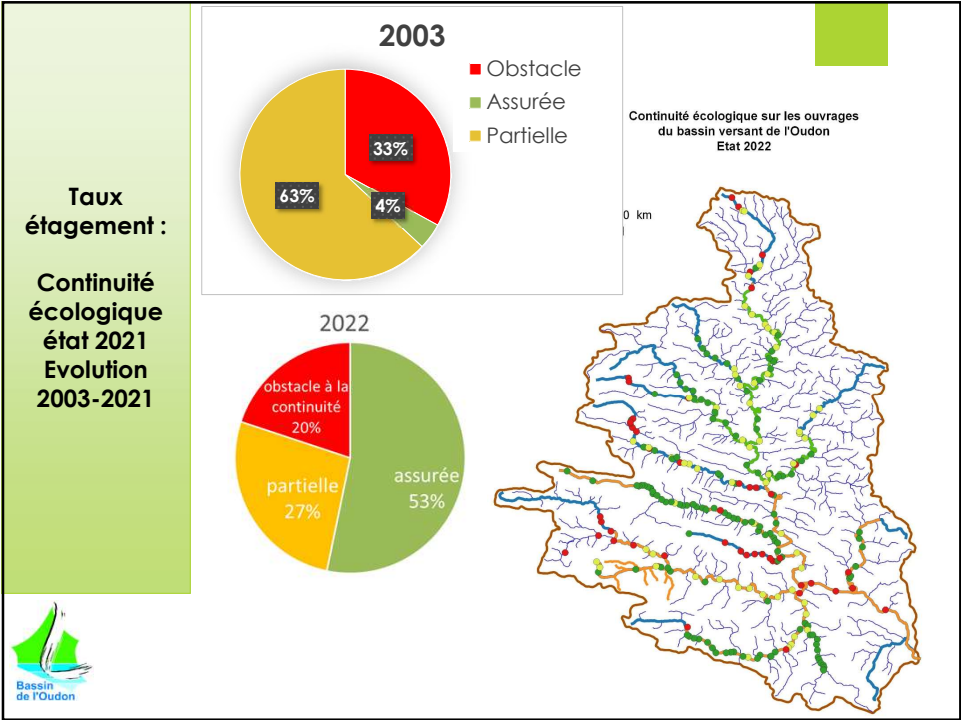 Taux
étagement :
Continuité
écologique
état 2021
Evolution
2003-2021
2003
Obstacle
Assurée
Partielle
33%
4%
63%
2022
obstacle à la
continuité
20%
partielle
27%
assurée
53%
Continuité écologique sur les ouvrages
du bassin versant de l'Oudon
Etat 2022
0 km
Bassin
de l'Oudon